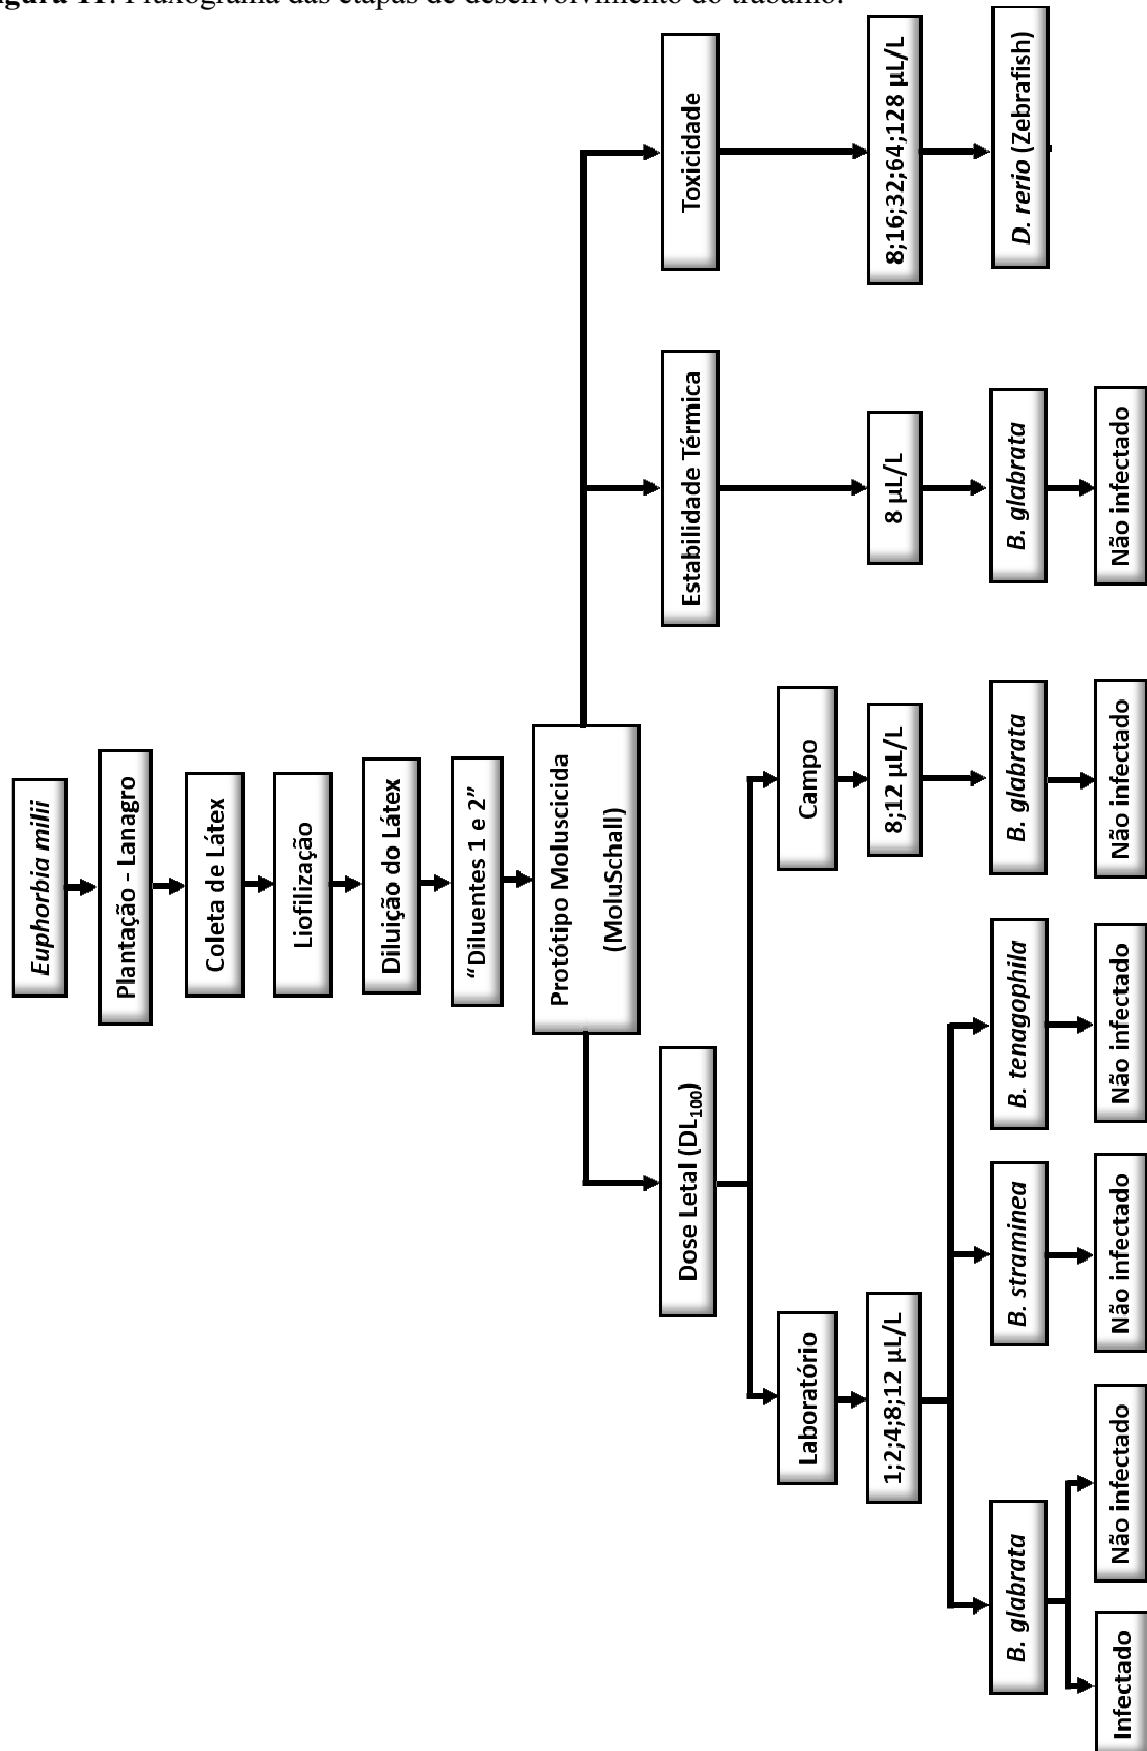 Figura 11. Fluxograma das etapas de desenvolvimento do trabalho.
Euphorbia milii
Plantação – Lanagro
Coleta de Látex
Liofilização
Diluição do Látex
“Diluentes 1 e 2”
Protótipo Moluscicida
(MoluSchall)
Dose Letal (DL100)
Estabilidade Térmica
Toxicidade
Laboratório
Campo
1;2;4;8;12 µL/L
8;12 µL/L
8 µL/L
8;16;32;64;128 µL/L
B. glabrata
B. straminea
B. tenagophila
B. glabrata
B. glabrata
D. rerio (Zebrafish)
Infectado
Não infectado
Não infectado
Não infectado
Não infectado
Não infectado